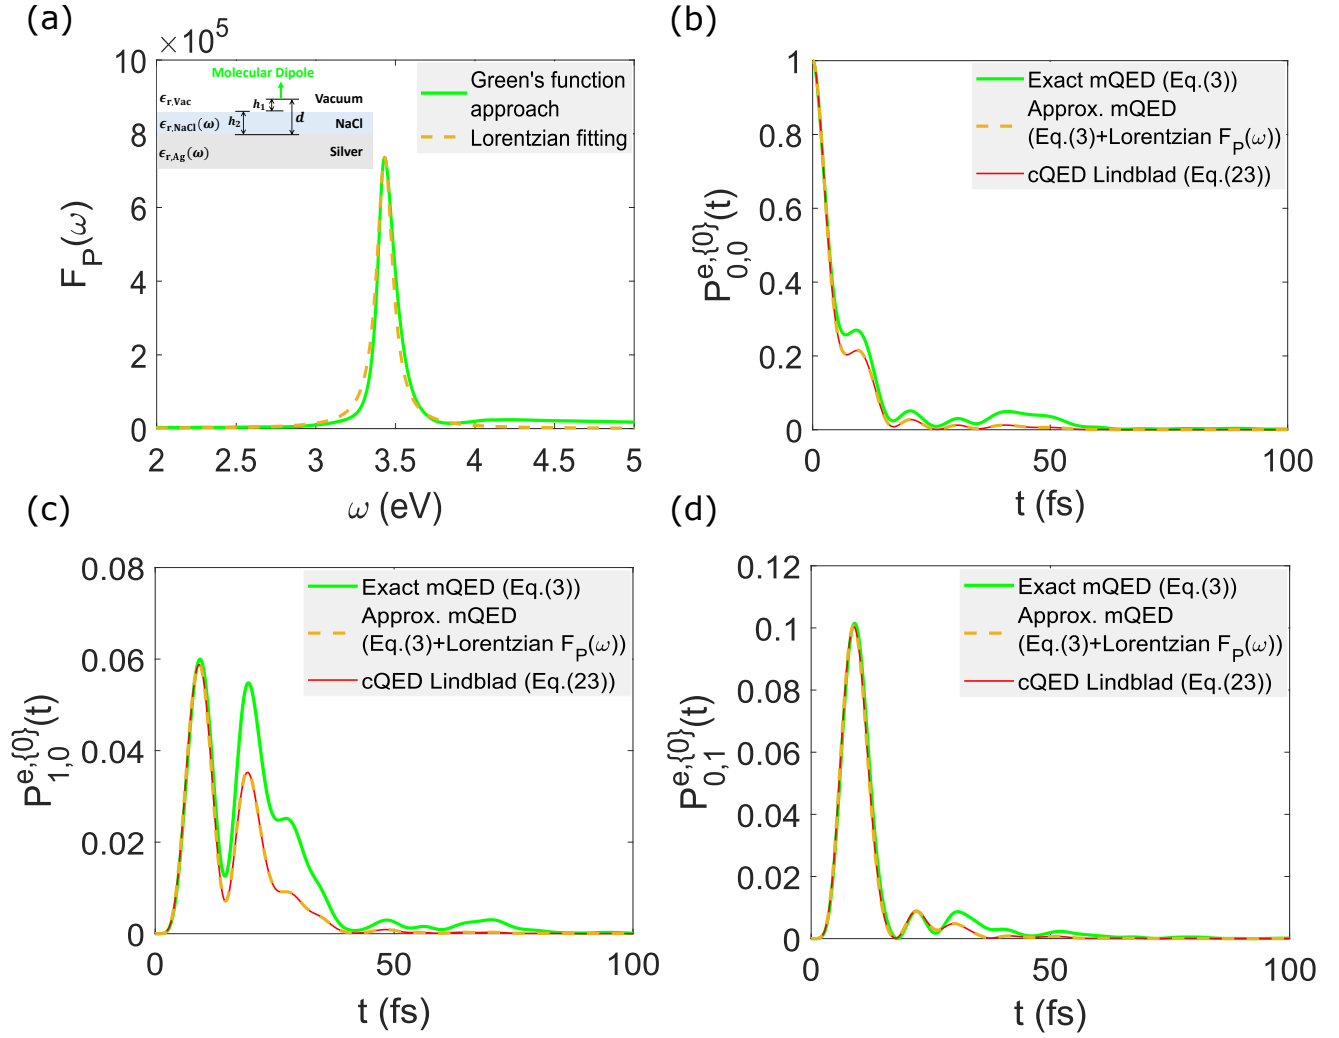 (a)
×10⁵
10
8
6
4
2
0
F_P(ω)
2
2.5
3
3.5
4
4.5
5
ω (eV)
Green's function
approach
Lorentzian fitting
Molecular Dipole
ϵ_r,Vac
h₁
Vacuum
ϵ_r,NaCl(ω)
h₂
d
NaCl
ϵ_r,Ag(ω)
Silver
(b)
1
0.8
0.6
0.4
0.2
0
P_{0,0}^{e,{0}}(t)
0
50
100
t (fs)
Exact mQED (Eq.(3))
Approx. mQED
(Eq.(3)+Lorentzian F_P(ω))
cQED Lindblad (Eq.(23))
(c)
0.08
0.06
0.04
0.02
0
P_{1,0}^{e,{0}}(t)
0
50
100
t (fs)
Exact mQED (Eq.(3))
Approx. mQED
(Eq.(3)+Lorentzian F_P(ω))
cQED Lindblad (Eq.(23))
(d)
0.12
0.1
0.08
0.06
0.04
0.02
0
P_{0,1}^{e,{0}}(t)
0
50
100
t (fs)
Exact mQED (Eq.(3))
Approx. mQED
(Eq.(3)+Lorentzian F_P(ω))
cQED Lindblad (Eq.(23))